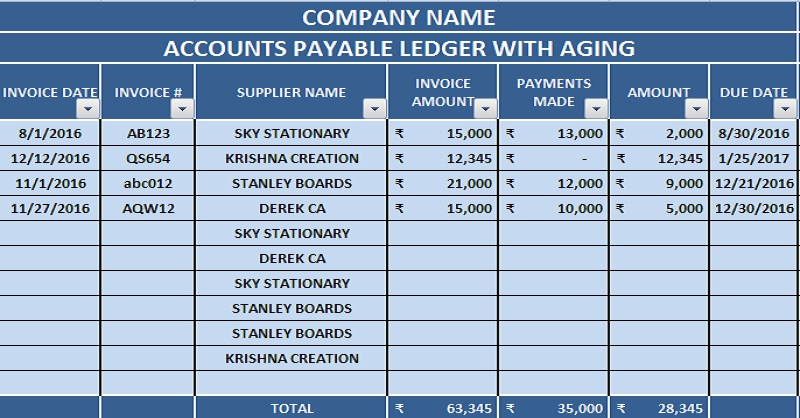 COMPANY NAME
ACCOUNTS PAYABLE LEDGER WITH AGING
INVOICE DATE INVOICE # SUPPLIER NAME INVOICE AMOUNT PAYMENTS MADE AMOUNT DUE DATE
8/1/2016 AB123 SKY STATIONARY ₹ 15,000 ₹ 13,000 ₹ 2,000 8/30/2016
12/12/2016 QS654 KRISHNA CREATION ₹ 12,345 ₹ - ₹ 12,345 1/25/2017
11/1/2016 abc012 STANLEY BOARDS ₹ 21,000 ₹ 12,000 ₹ 9,000 12/21/2016
11/27/2016 AQW12 DEREK CA ₹ 15,000 ₹ 10,000 ₹ 5,000 12/30/2016
SKY STATIONARY
DEREK CA
SKY STATIONARY
STANLEY BOARDS
STANLEY BOARDS
KRISHNA CREATION
TOTAL ₹ 63,345 ₹ 35,000 ₹ 28,345